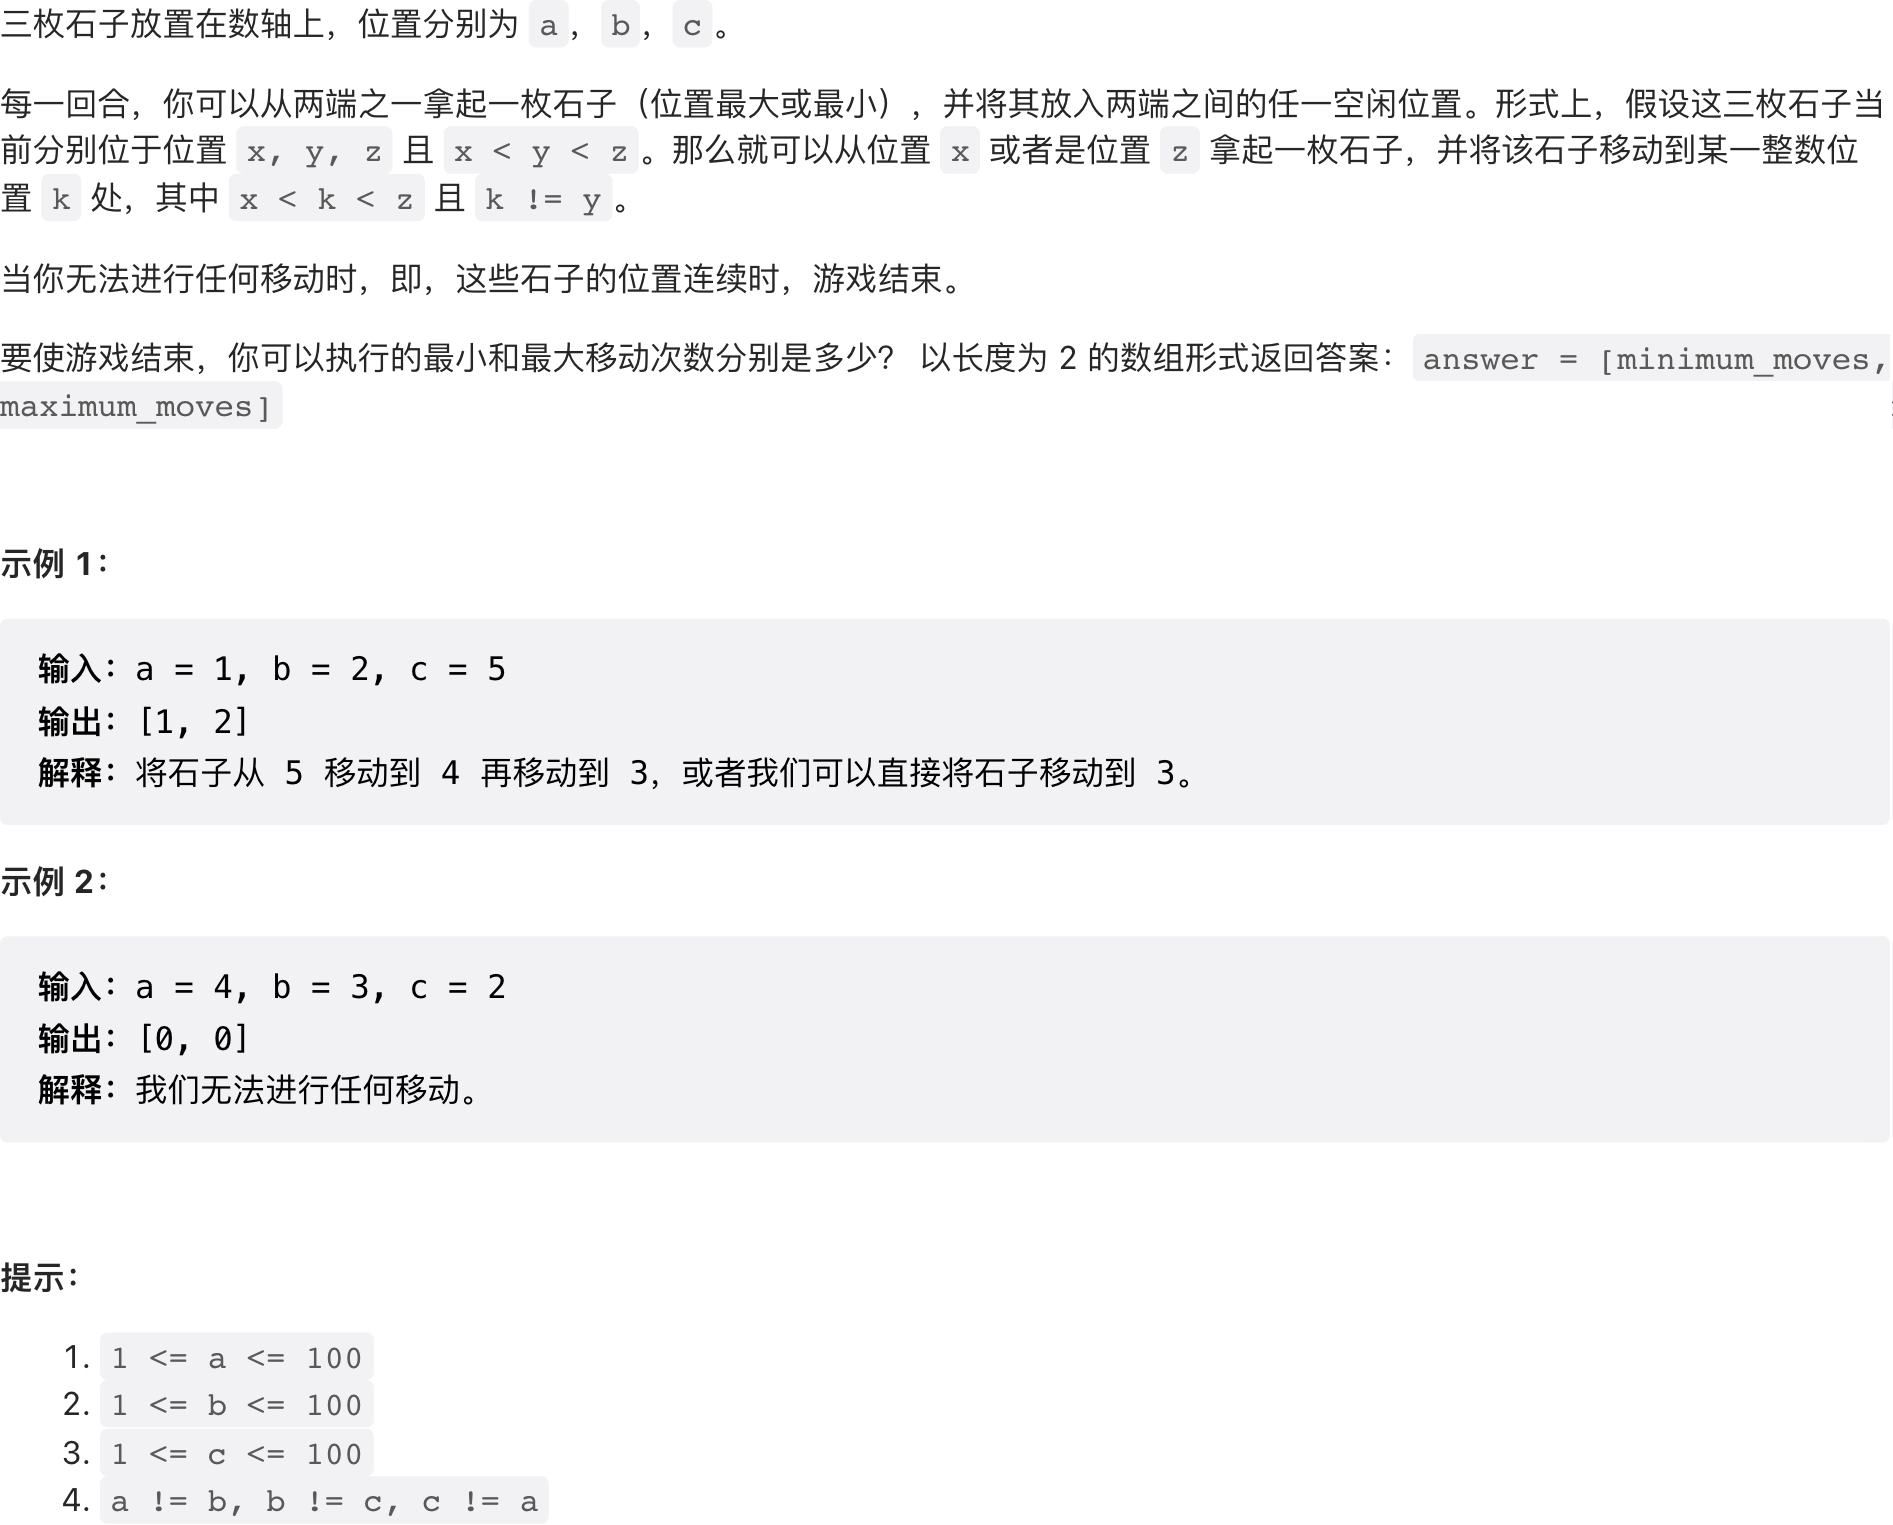 三枚石子放置在数轴上，位置分别为 a，b，c。
每一回合，你可以从两端之一拿起一枚石子（位置最大或最小），并将其放入两端之间的任一空闲位置。形式上，假设这三枚石子当
前分别位于位置 x, y, z 且 x < y < z。那么就可以从位置 x 或者是位置 z 拿起一枚石子，并将该石子移动到某一整数位
置 k 处，其中 x < k < z 且 k != y。
当你无法进行任何移动时，即，这些石子的位置连续时，游戏结束。
要使游戏结束，你可以执行的最小和最大移动次数分别是多少？ 以长度为 2 的数组形式返回答案：answer = [minimum_moves,
maximum_moves]
示例 1：
输入：a = 1, b = 2, c = 5
输出：[1, 2]
解释：将石子从 5 移动到 4 再移动到 3，或者我们可以直接将石子移动到 3。
示例 2：
输入：a = 4, b = 3, c = 2
输出：[0, 0]
解释：我们无法进行任何移动。
提示：
1. 1 <= a <= 100
2. 1 <= b <= 100
3. 1 <= c <= 100
4. a != b, b != c, c != a